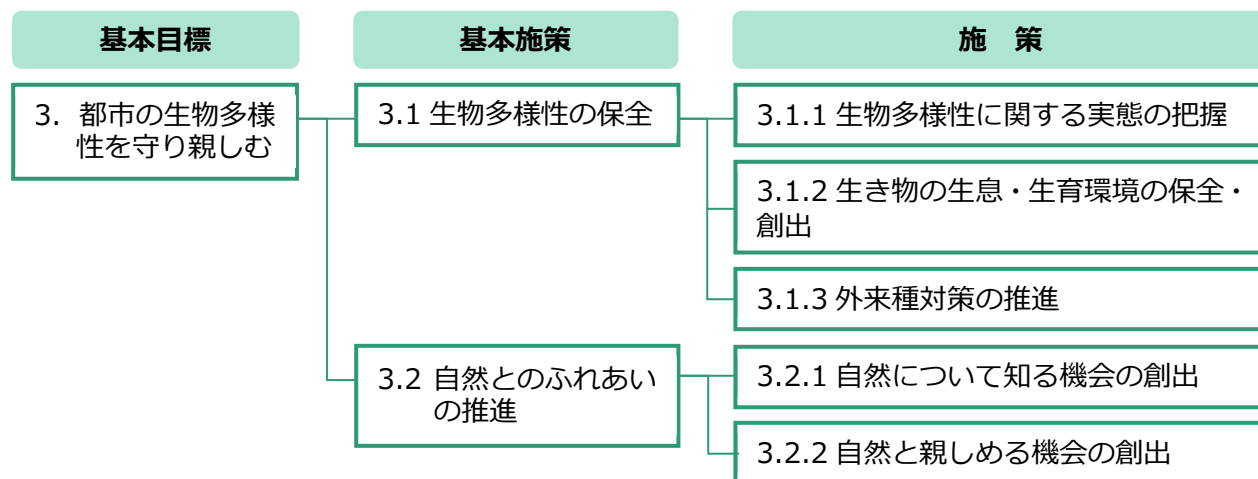 基本目標
基本施策
施　策
3. 都市の生物多様
性を守り親しむ
3.1 生物多様性の保全
3.1.1 生物多様性に関する実態の把握
3.1.2 生き物の生息・生育環境の保全・
創出
3.1.3 外来種対策の推進
3.2 自然とのふれあい
の推進
3.2.1 自然について知る機会の創出
3.2.2 自然と親しめる機会の創出